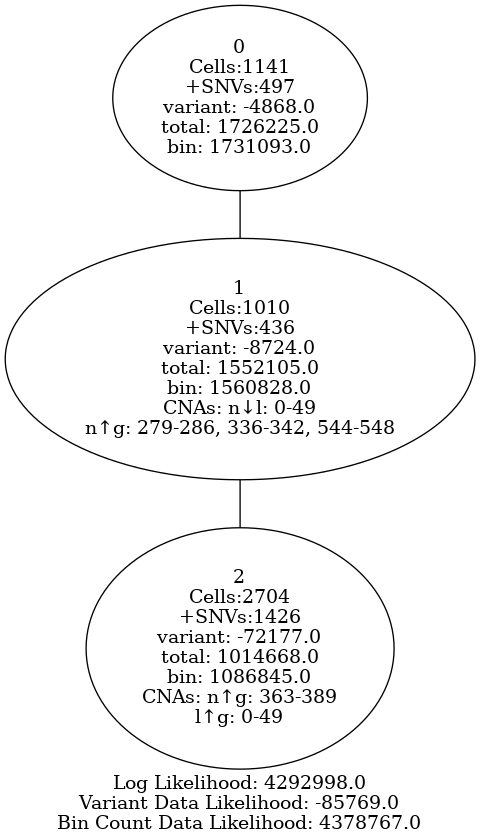 0
Cells:1141
+SNVs:497
variant: -4868.0
total: 1726225.0
bin: 1731093.0
1
Cells:1010
+SNVs:436
variant: -8724.0
total: 1552105.0
bin: 1560828.0
CNAs: n↓l: 0-49
n↑g: 279-286, 336-342, 544-548
2
Cells:2704
+SNVs:1426
variant: -72177.0
total: 1014668.0
bin: 1086845.0
CNAs: n↑g: 363-389
l↑g: 0-49
Log Likelihood: 4292998.0
Variant Data Likelihood: -85769.0
Bin Count Data Likelihood: 4378767.0